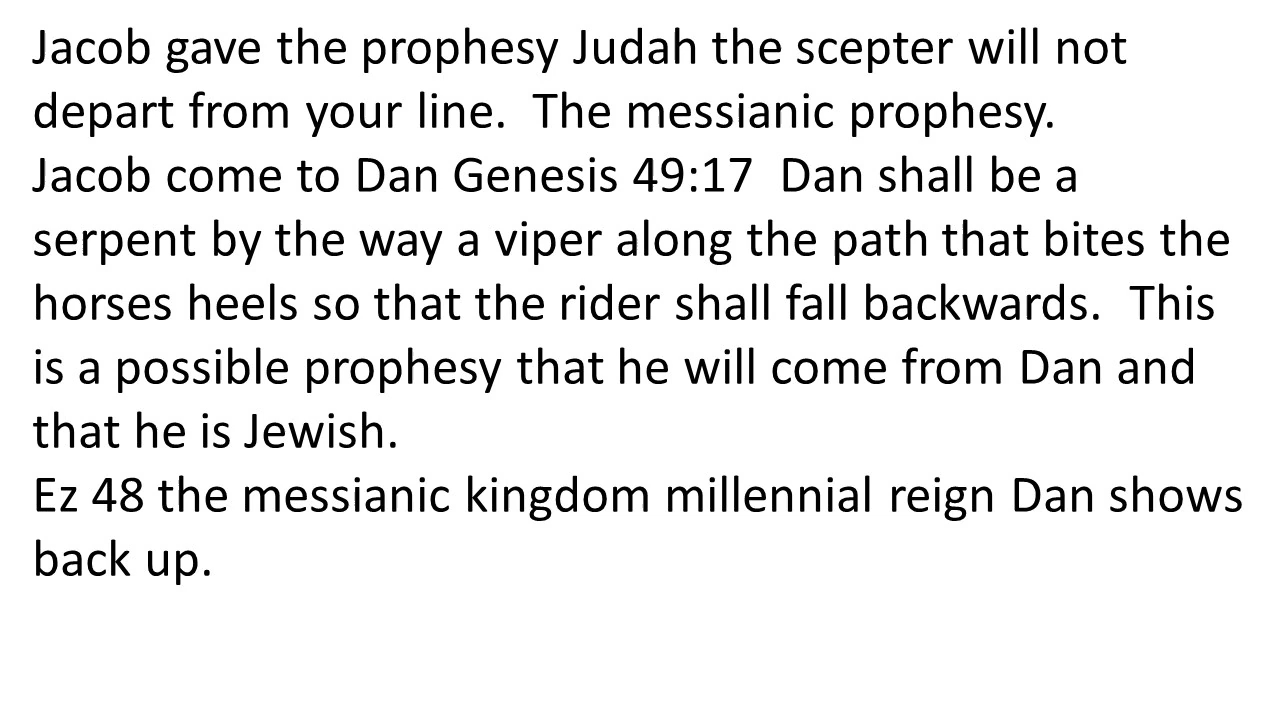 Jacob gave the prophesy Judah the scepter will not
depart from your line.  The messianic prophesy.
Jacob come to Dan Genesis 49:17  Dan shall be a
serpent by the way a viper along the path that bites the
horses heels so that the rider shall fall backwards.  This
is a possible prophesy that he will come from Dan and
that he is Jewish.
Ez 48 the messianic kingdom millennial reign Dan shows
back up.